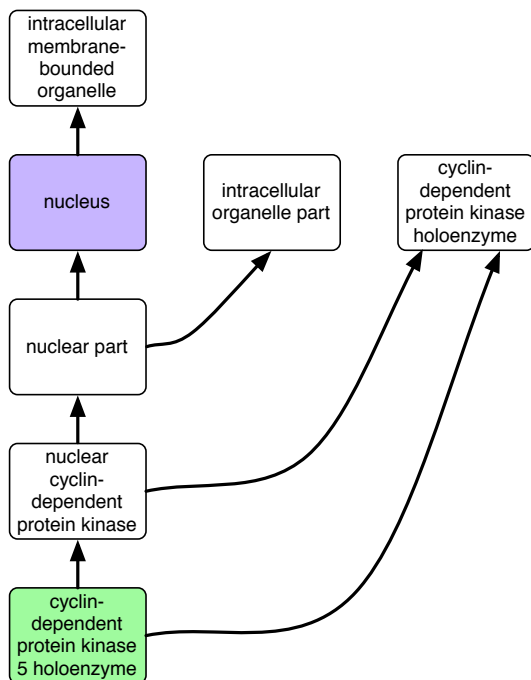 intracellular
membrane-
bounded
organelle
nucleus
intracellular
organelle part
cyclin-
dependent
protein kinase
holoenzyme
nuclear part
nuclear
cyclin-
dependent
protein kinase
cyclin-
dependent
protein kinase
5 holoenzyme